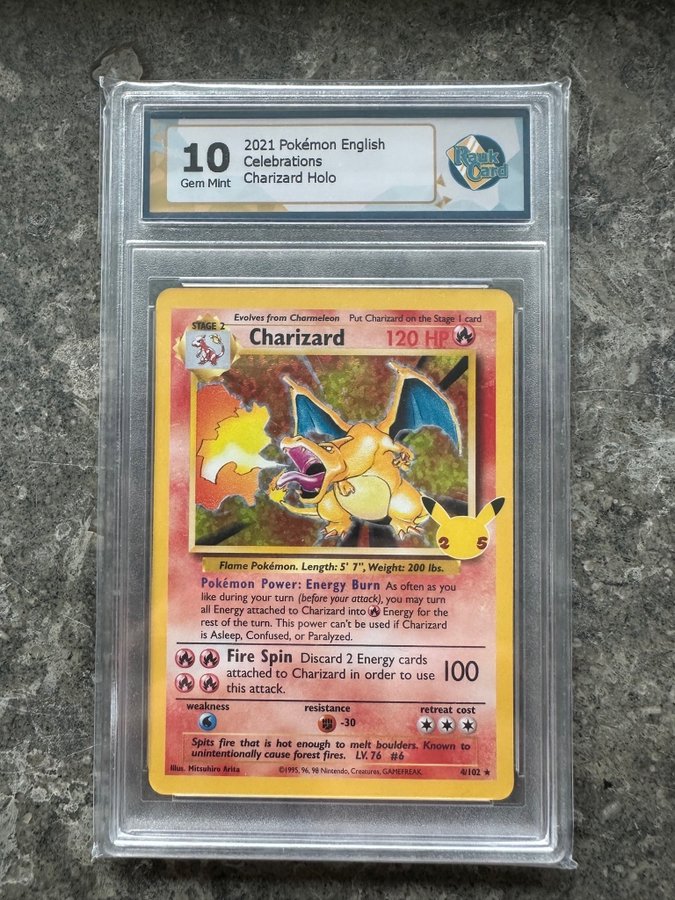 10
Gem Mint
2021 Pokémon English
Celebrations
Charizard Holo
Rauk
Card
Evolves from Charmeleon Put Charizard on the Stage 1 card
STAGE 2
Charizard 120 HP
25
Flame Pokémon. Length: 5' 7", Weight: 200 lbs.
Pokémon Power: Energy Burn As often as you
like during your turn (before your attack), you may turn
all Energy attached to Charizard into Energy for the
rest of the turn. This power can't be used if Charizard
is Asleep, Confused, or Paralyzed.
Fire Spin Discard 2 Energy cards
attached to Charizard in order to use 100
this attack.
weakness resistance retreat cost
-30
Spits fire that is hot enough to melt boulders. Known to
unintentionally cause forest fires. LV. 76 #6
Illus. Mitsuhiro Arita ©1995, 96, 98 Nintendo, Creatures, GAMEFREAK. 4/102 ★